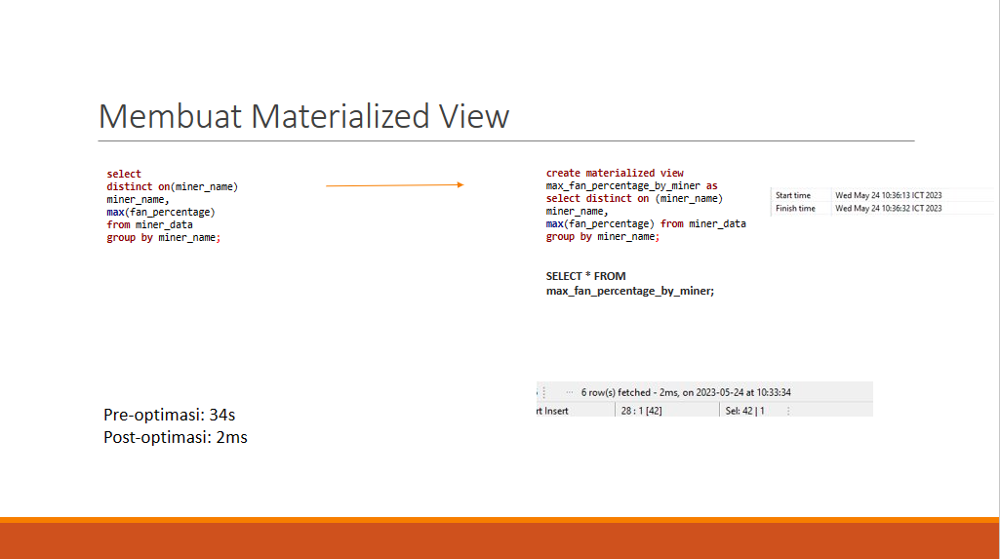 Membuat Materialized View
select
distinct on(miner_name)
miner_name,
max(fan_percentage)
from miner_data
group by miner_name;
create materialized view
max_fan_percentage_by_miner as
select distinct on (miner_name)
miner_name,
max(fan_percentage) from miner_data
group by miner_name;
Start time Wed May 24 10:36:13 ICT 2023
Finish time Wed May 24 10:36:32 ICT 2023
SELECT * FROM
max_fan_percentage_by_miner;
6 row(s) fetched - 2ms, on 2023-05-24 at 10:33:34
rt Insert 28 : 1 [42] Sel: 42 | 1
Pre-optimasi: 34s
Post-optimasi: 2ms